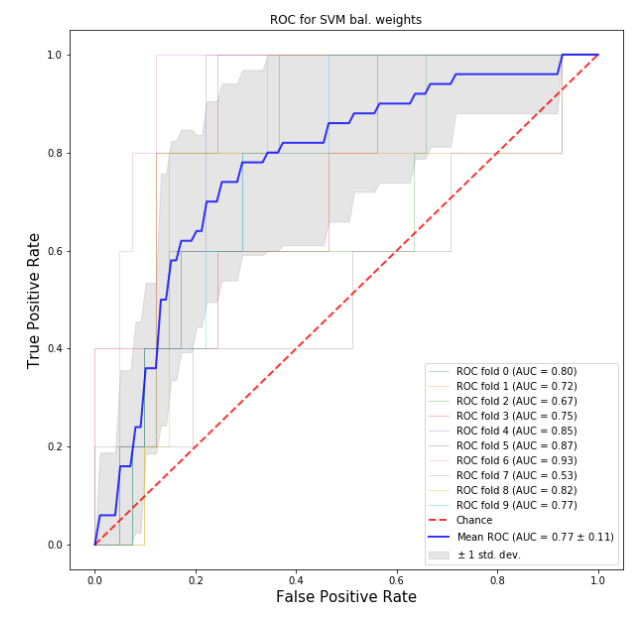 ROC for SVM bal. weights
True Positive Rate
1.0
0.8
0.6
0.4
0.2
0.0
ROC fold 0 (AUC = 0.80)
ROC fold 1 (AUC = 0.72)
ROC fold 2 (AUC = 0.67)
ROC fold 3 (AUC = 0.75)
ROC fold 4 (AUC = 0.85)
ROC fold 5 (AUC = 0.87)
ROC fold 6 (AUC = 0.93)
ROC fold 7 (AUC = 0.53)
ROC fold 8 (AUC = 0.82)
ROC fold 9 (AUC = 0.77)
Chance
Mean ROC (AUC = 0.77 ± 0.11)
± 1 std. dev.
0.0 0.2 0.4 0.6 0.8 1.0
False Positive Rate